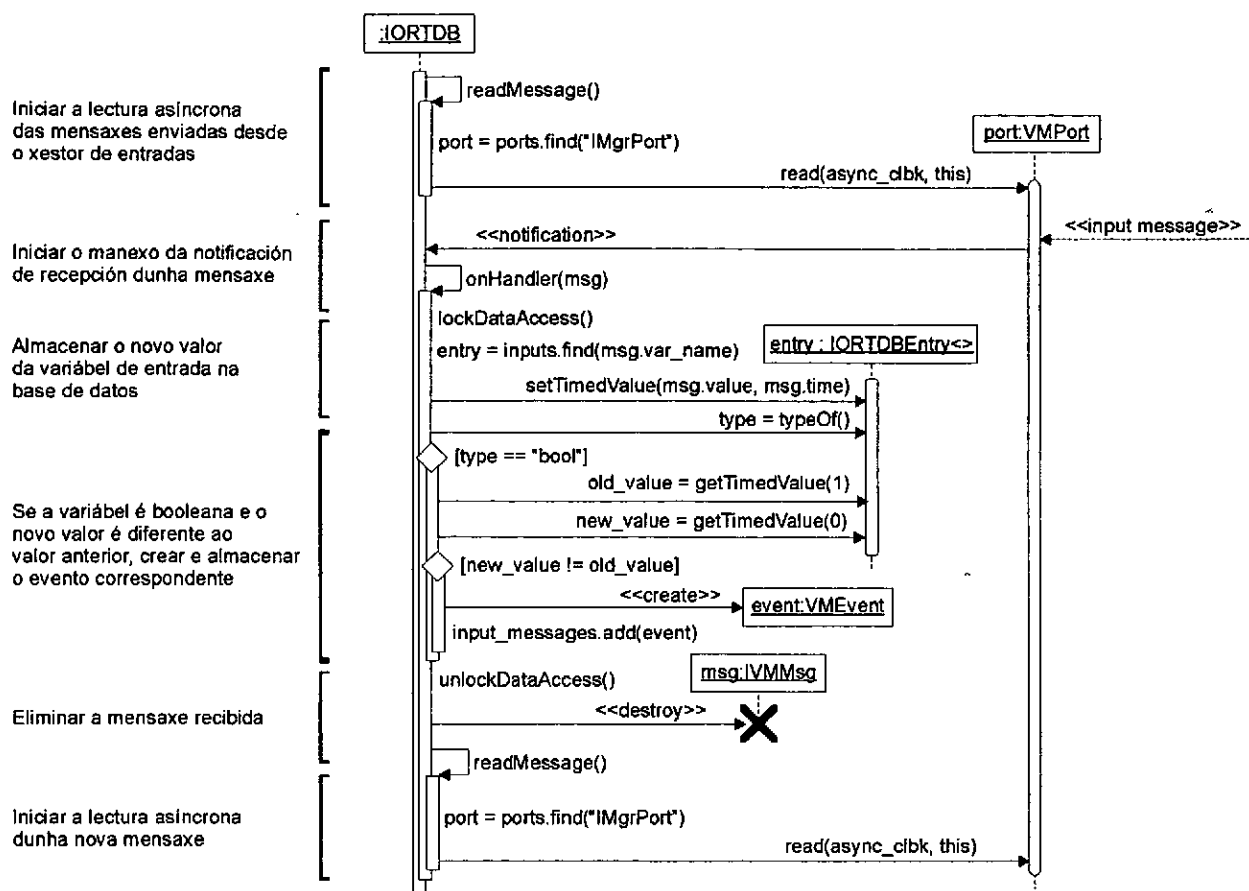 :IORTDB
Iniciar a lectura asíncrona
das mensaxes enviadas desde
o xestor de entradas
readMessage()
port = ports.find("IMgrPort")
port:VMPort
read(async_clbk, this)
Iniciar o manexo da notificación
de recepción dunha mensaxe
<<notification>>
<<input message>>
onHandler(msg)
Almacenar o novo valor
da variábel de entrada na
base de datos
lockDataAccess()
entry = inputs.find(msg.var_name)
entry : IORTDBEntry<>
setTimedValue(msg.value, msg.time)
type = typeOf()
Se a variábel é booleana e o
novo valor é diferente ao
valor anterior, crear e almacenar
o evento correspondente
[type == "bool"]
old_value = getTimedValue(1)
new_value = getTimedValue(0)
[new_value != old_value]
<<create>>
event:VMEvent
input_messages.add(event)
Eliminar a mensaxe recibida
unlockDataAccess()
msg:IVMMsg
<<destroy>>
readMessage()
Iniciar a lectura asíncrona
dunha nova mensaxe
port = ports.find("IMgrPort")
read(async_clbk, this)